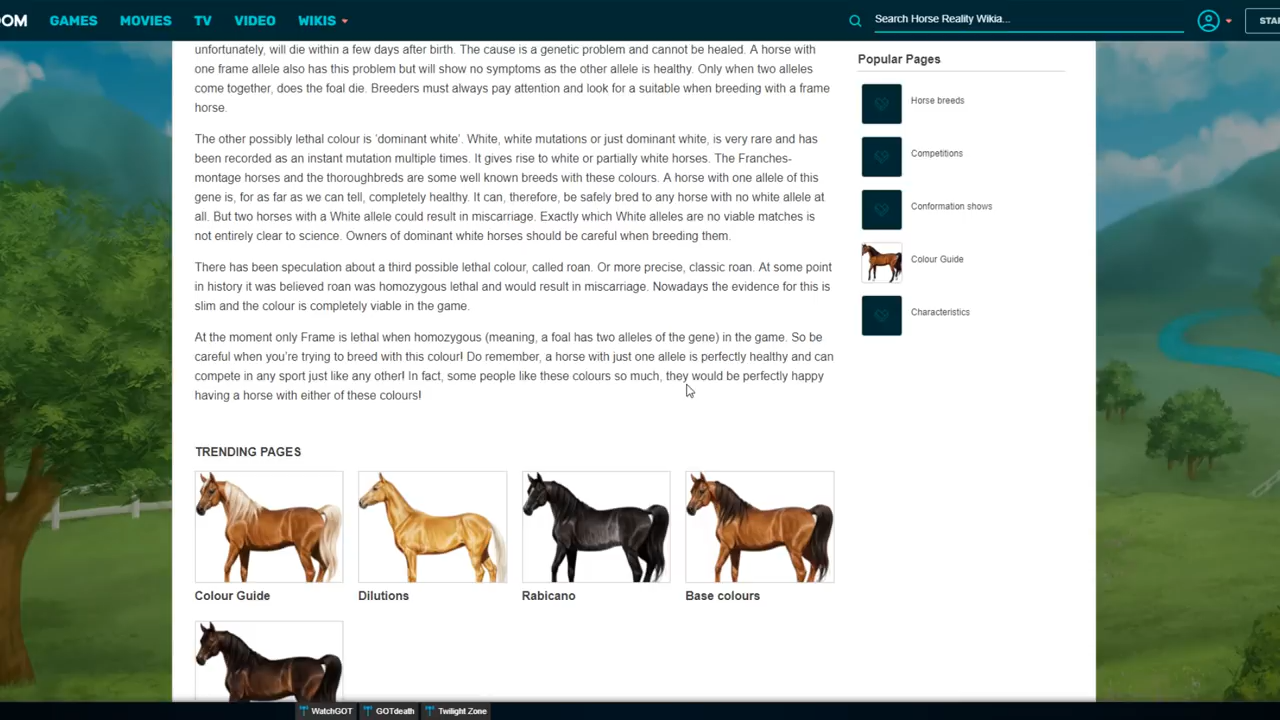 OOM GAMES MOVIES TV VIDEO WIKIS Search Horse Reality Wikia... STA
unfortunately, will die within a few days after birth. The cause is a genetic problem and cannot be healed. A horse with
one frame allele also has this problem but will show no symptoms as the other allele is healthy. Only when two alleles
come together, does the foal die. Breeders must always pay attention and look for a suitable when breeding with a frame
horse.
The other possibly lethal colour is 'dominant white'. White, white mutations or just dominant white, is very rare and has
been recorded as an instant mutation multiple times. It gives rise to white or partially white horses. The Franches-
montage horses and the thoroughbreds are some well known breeds with these colours. A horse with one allele of this
gene is, for as far as we can tell, completely healthy. It can, therefore, be safely bred to any horse with no white allele at
all. But two horses with a White allele could result in miscarriage. Exactly which White alleles are no viable matches is
not entirely clear to science. Owners of dominant white horses should be careful when breeding them.
There has been speculation about a third possible lethal colour, called roan. Or more precise, classic roan. At some point
in history it was believed roan was homozygous lethal and would result in miscarriage. Nowadays the evidence for this is
slim and the colour is completely viable in the game.
At the moment only Frame is lethal when homozygous (meaning, a foal has two alleles of the gene) in the game. So be
careful when you're trying to breed with this colour! Do remember, a horse with just one allele is perfectly healthy and can
compete in any sport just like any other! In fact, some people like these colours so much, they would be perfectly happy
having a horse with either of these colours!
TRENDING PAGES
Colour Guide
Dilutions
Rabicano
Base colours
Popular Pages
Horse breeds
Competitions
Conformation shows
Colour Guide
Characteristics
WatchGOT GOTdeath Twilight Zone